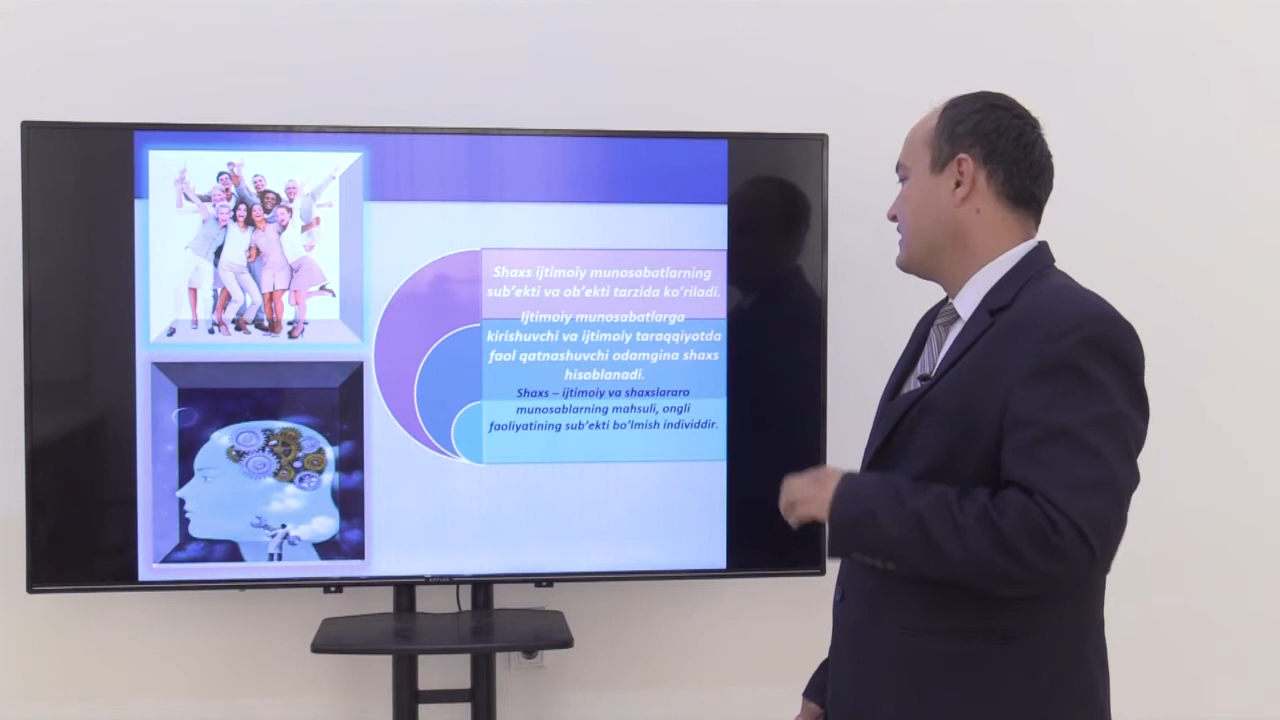 Shaxs ijtimoiy munosabatlarning
sub’ekti va ob’ekti tarzida ko’riladi.
Ijtimoiy munosabatlarga
kirishuvchi va ijtimoiy taraqqiyotda
faol qatnashuvchi odamgina shaxs
hisoblanadi.
Shaxs – ijtimoiy va shaxslararo
munosablarning mahsuli, ongli
faoliyatining sub’ekti bo’lmish individdir.